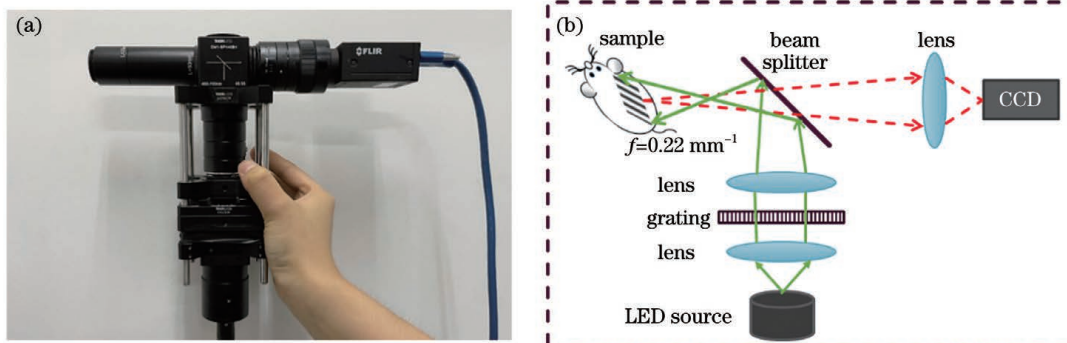 (a)
FLIR
(b)
sample
beam
splitter
lens
CCD
f=0.22 mm⁻¹
lens
grating
lens
LED source